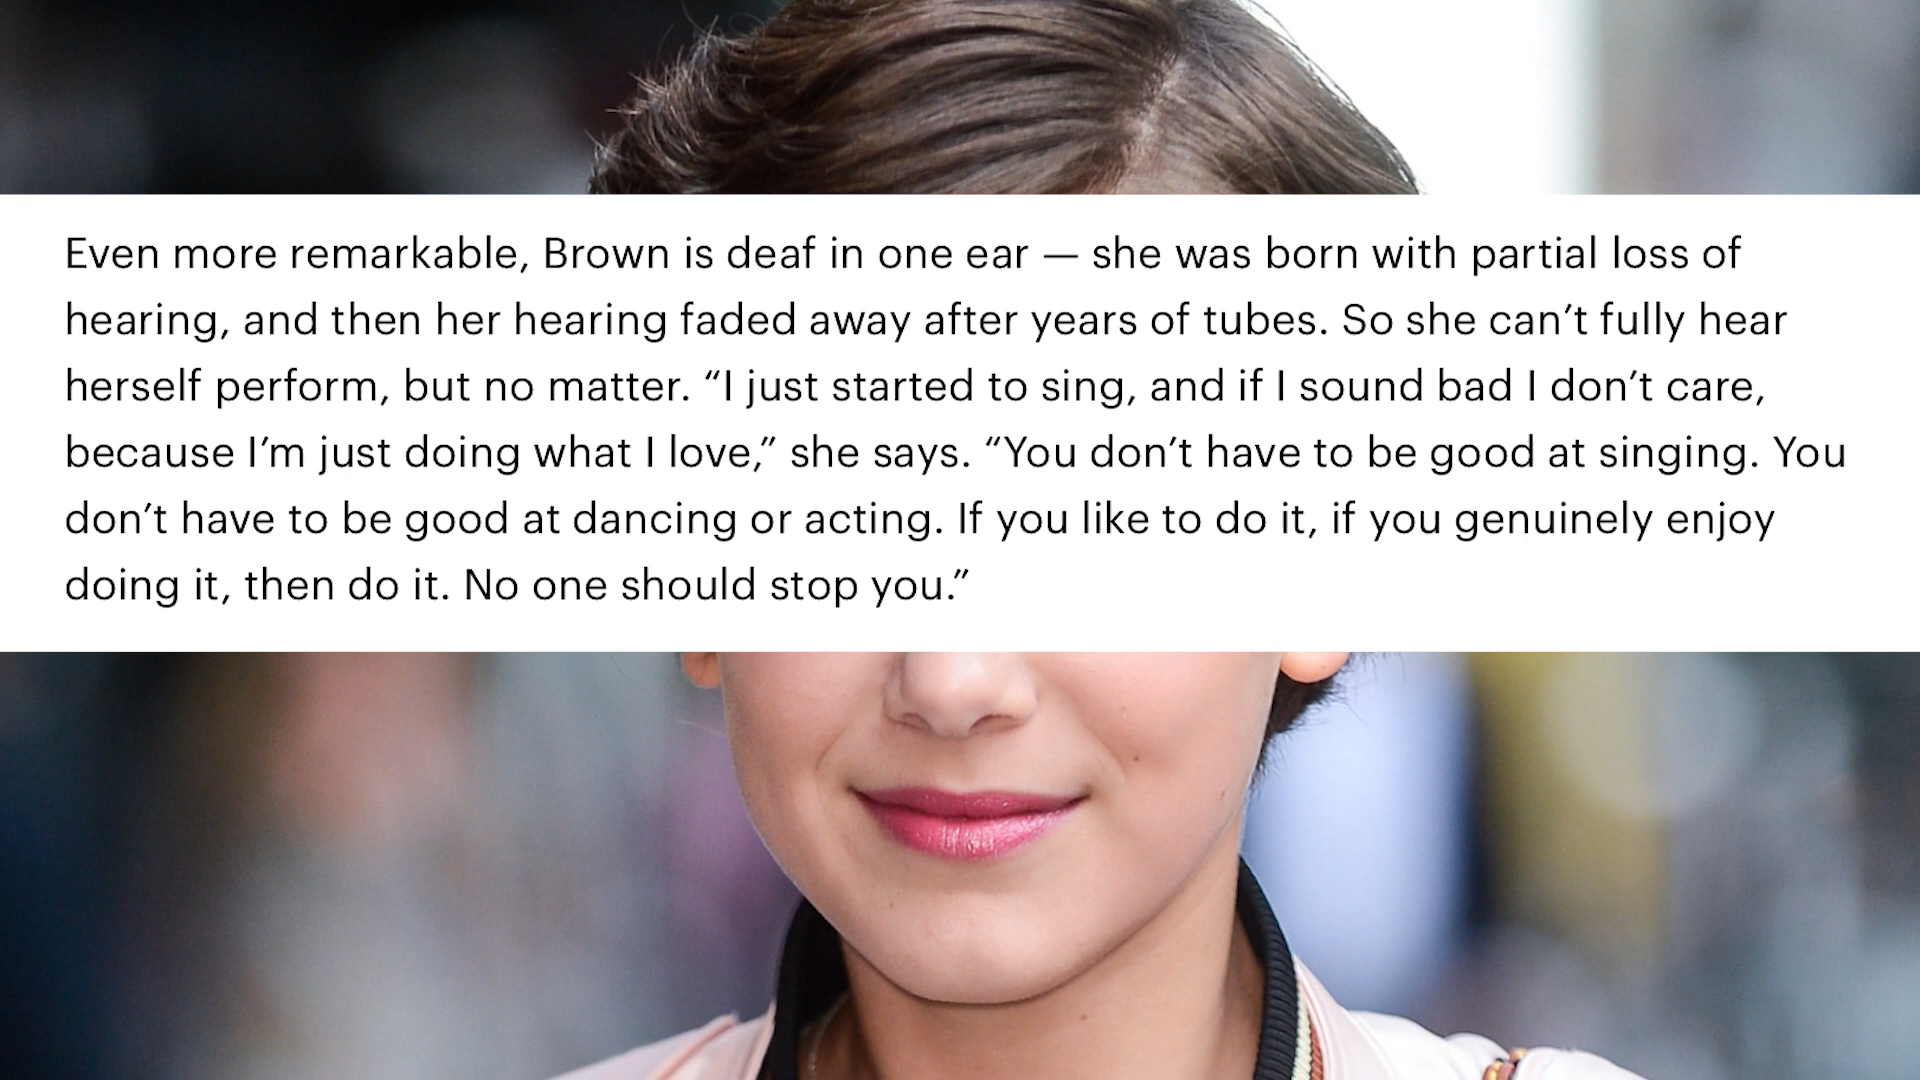 Even more remarkable, Brown is deaf in one ear — she was born with partial loss of
hearing, and then her hearing faded away after years of tubes. So she can’t fully hear
herself perform, but no matter. “I just started to sing, and if I sound bad I don’t care,
because I’m just doing what I love,” she says. “You don’t have to be good at singing. You
don’t have to be good at dancing or acting. If you like to do it, if you genuinely enjoy
doing it, then do it. No one should stop you.”